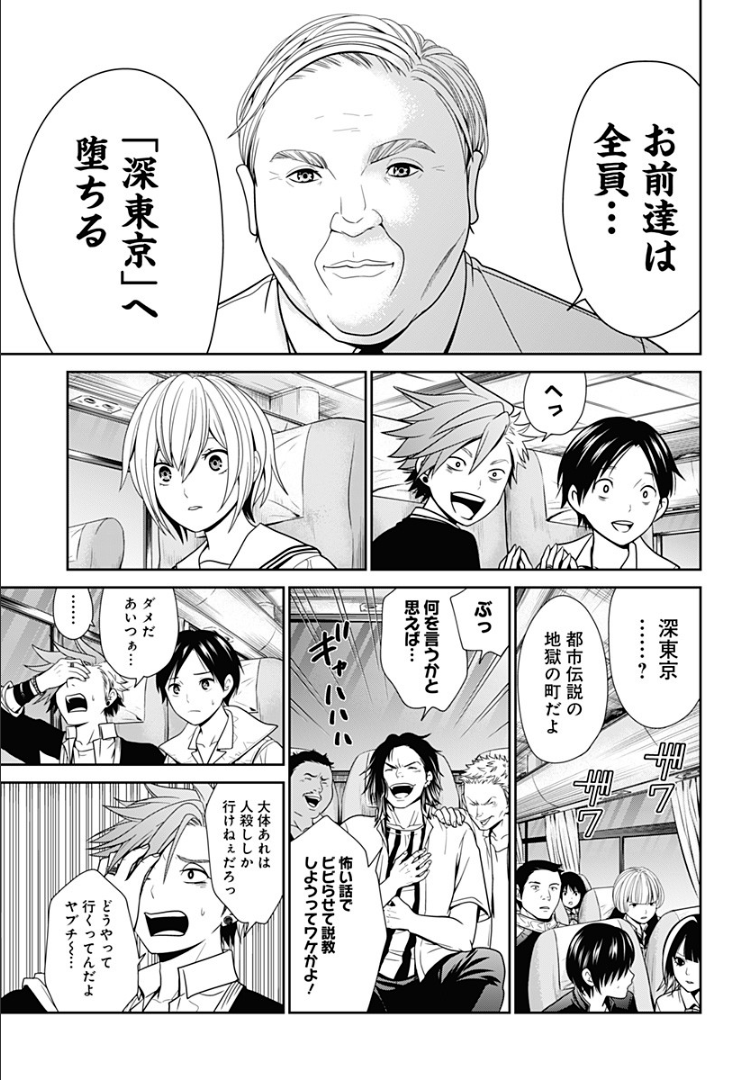 お前達は
全員…
「深東京」へ
堕ちる
へっ
深東京
……?
都市伝説の
地獄の町だよ
ザワ
ザワ
ぶっ
何を言うかと
思えば…
ギャハハハ
怖い話で
ビビらせて説教
しようってワケかよ!
ダメだ
あいつぁ…
……
大体あれは
人殺ししか
行けねぇだろっ
どうやって
行くってんだよ
ヤブチ〜…